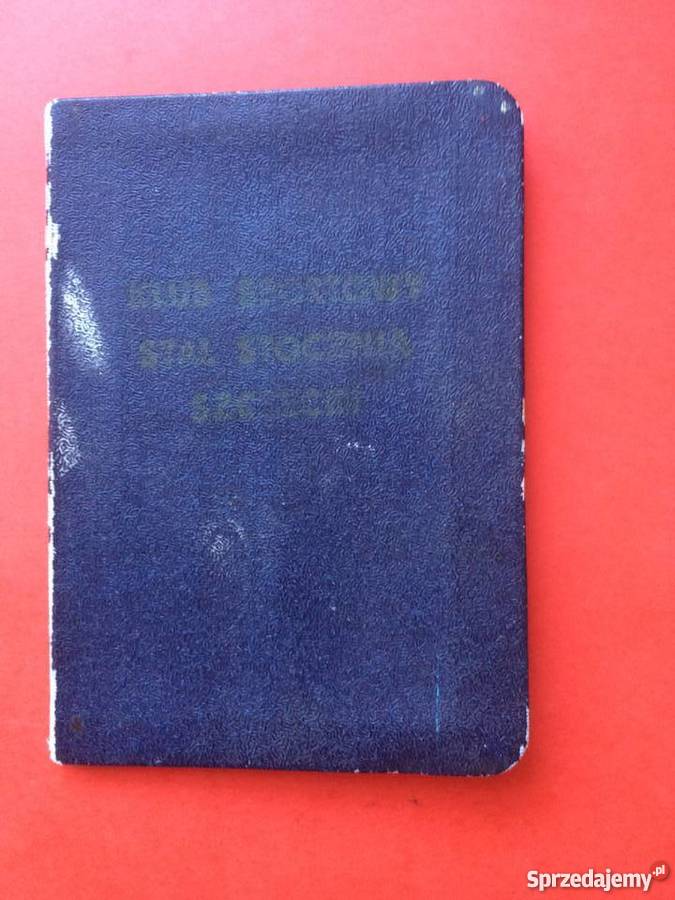 KLUB SPORTOWY
STAL STOCZNIA
SZCZECIN
Sprzedajemy.pl